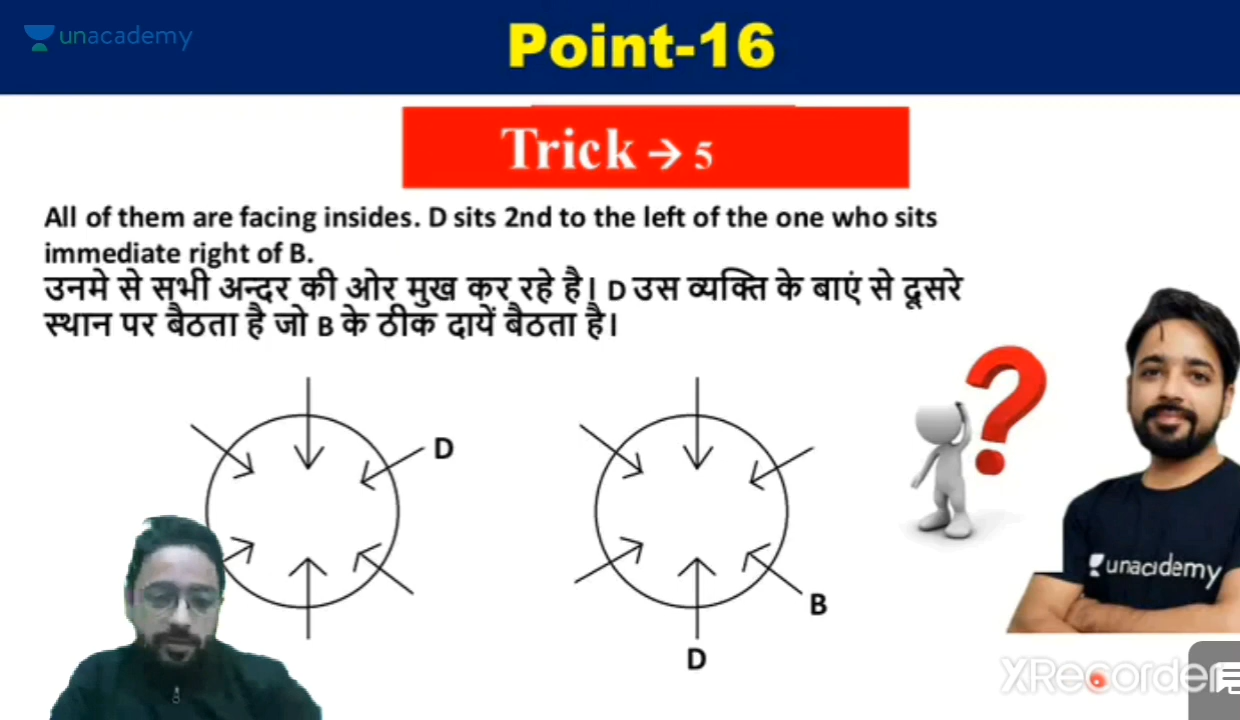 unacademy
Point-16
Trick → 5
All of them are facing insides. D sits 2nd to the left of the one who sits
immediate right of B.
उनमे से सभी अन्दर की ओर मुख कर रहे है। D उस व्यक्ति के बाएं से दूसरे
स्थान पर बैठता है जो B के ठीक दायें बैठता है।
D
?
unacademy
B
D
XRecorder